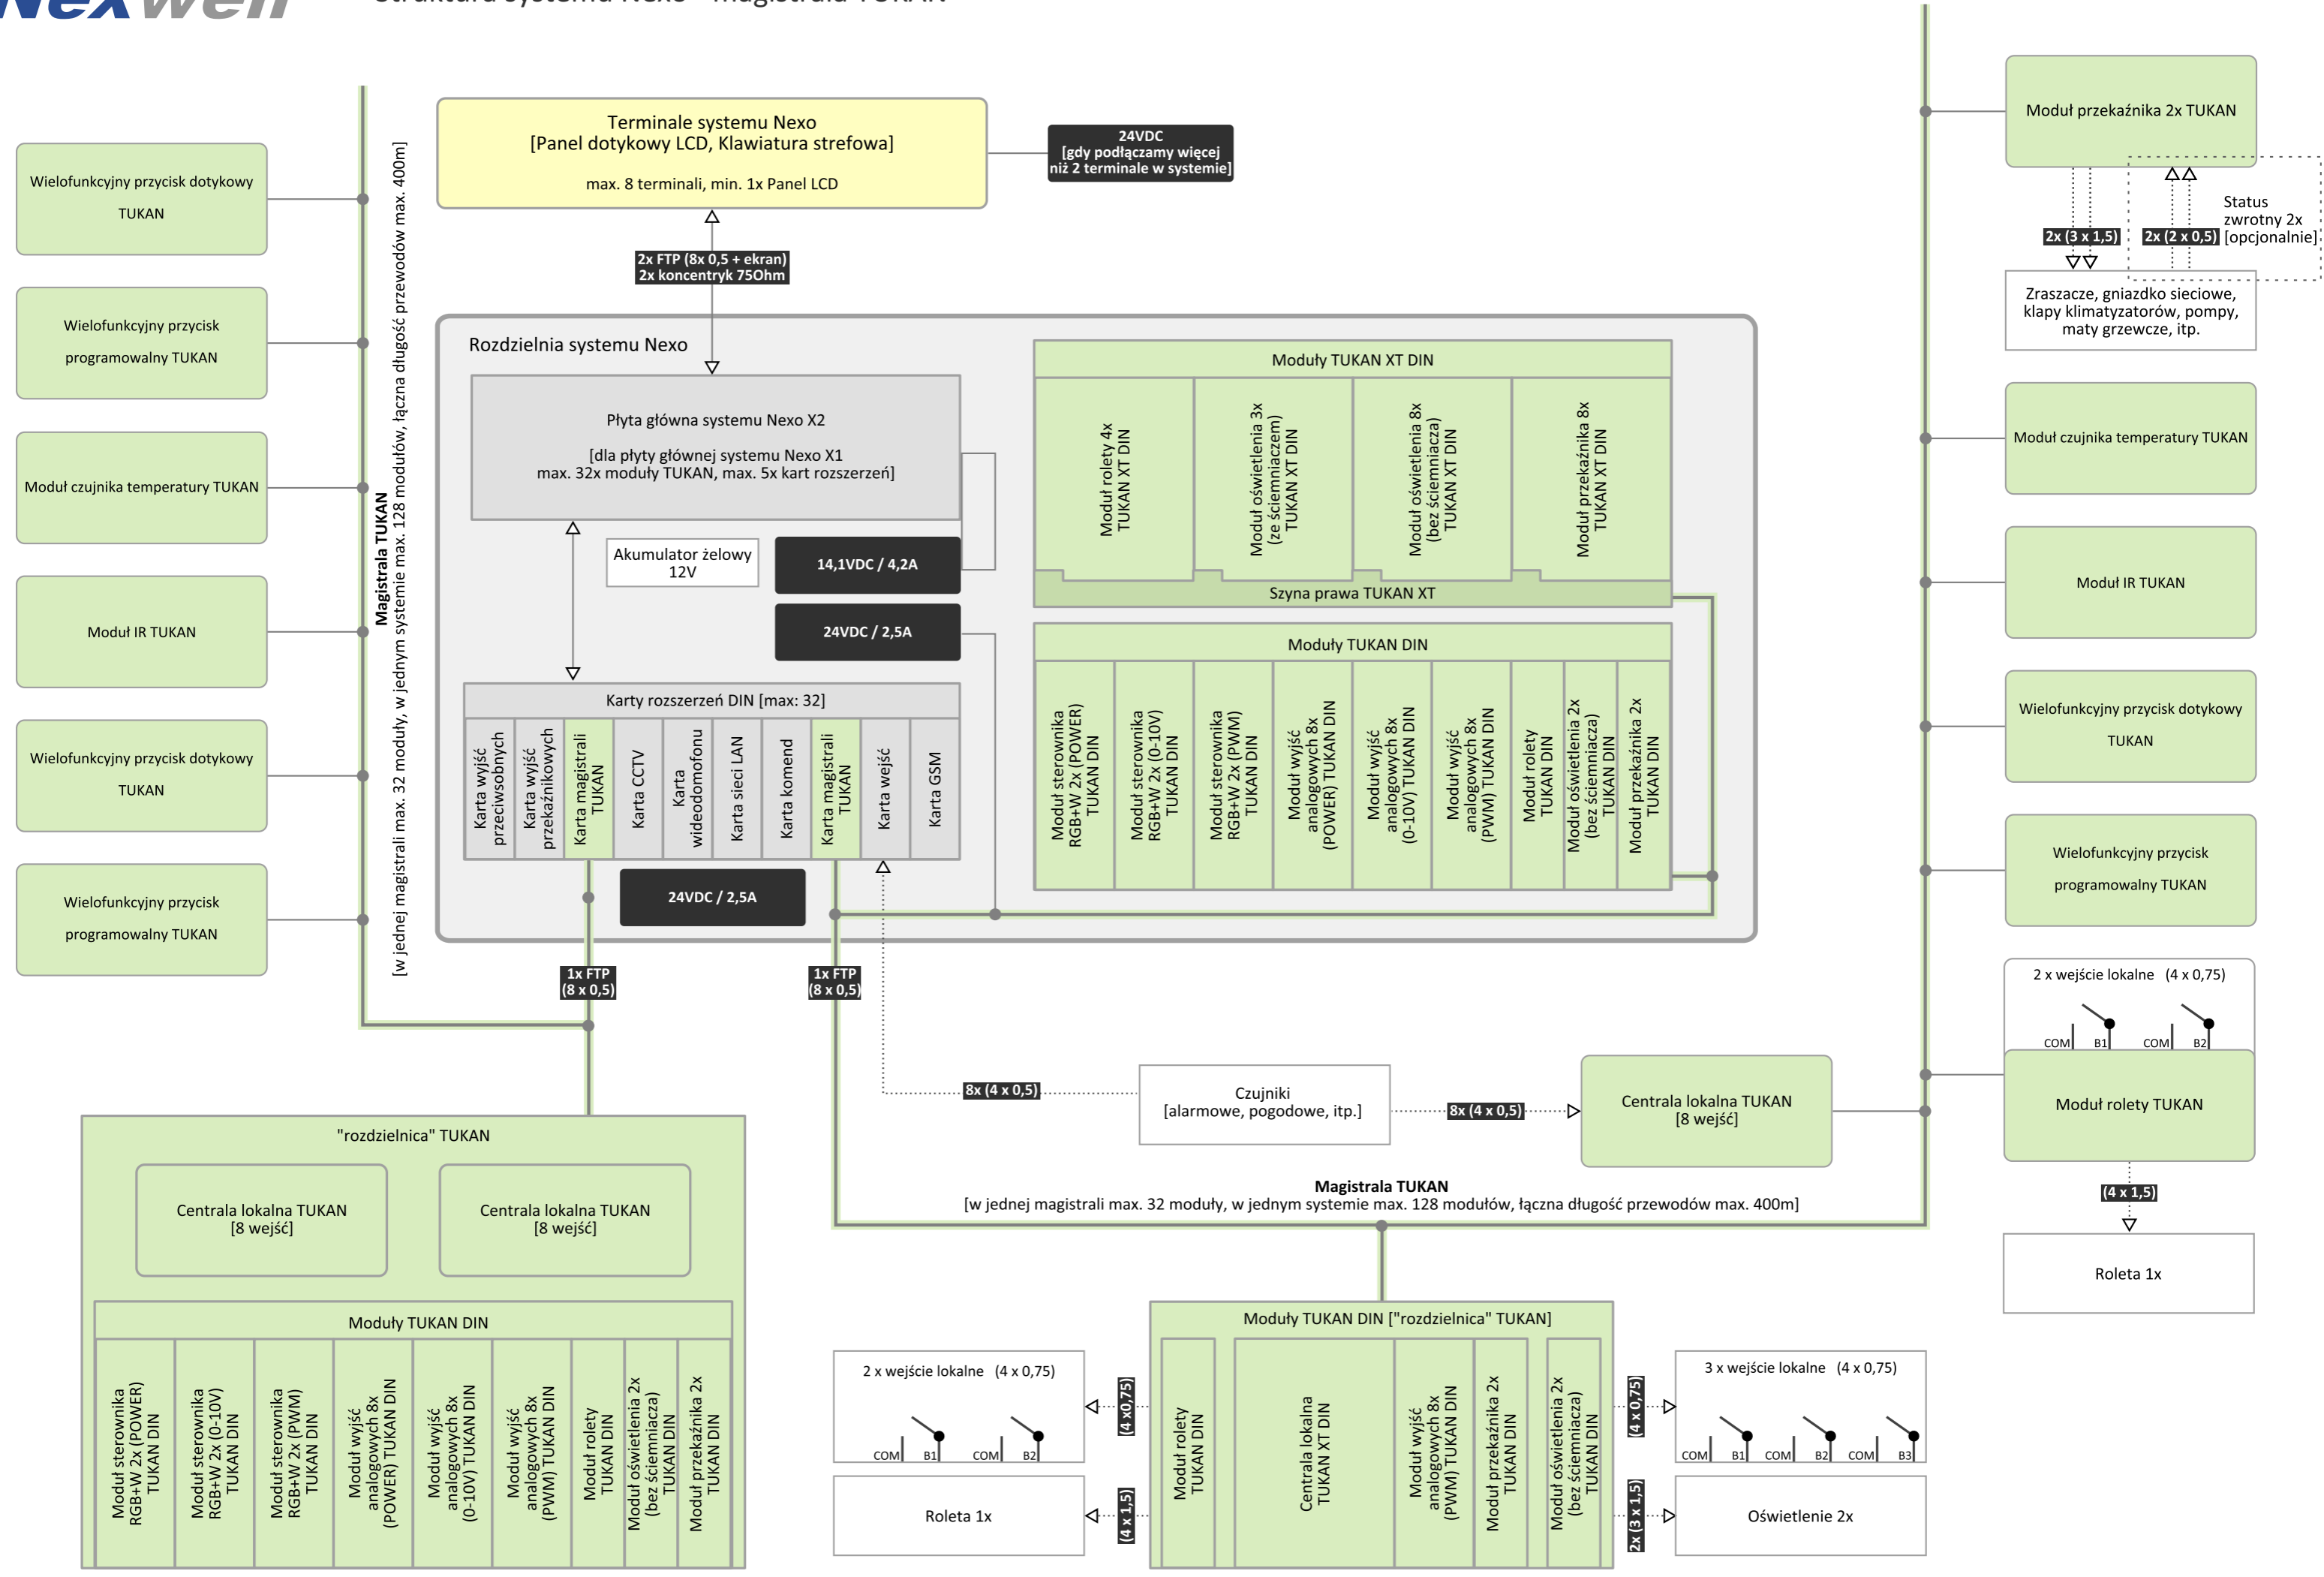 Nexwell
Struktura systemu Nexo - magistrala TUKAN
Wielofunkcyjny przycisk dotykowy
TUKAN
Wielofunkcyjny przycisk
programowalny TUKAN
Moduł czujnika temperatury TUKAN
Moduł IR TUKAN
Wielofunkcyjny przycisk dotykowy
TUKAN
Wielofunkcyjny przycisk
programowalny TUKAN
Magistrala TUKAN
[w jednej magistrali max. 32 moduły, w jednym systemie max. 128 modułów, łączna długość przewodów max. 400m]
Terminale systemu Nexo
[Panel dotykowy LCD, Klawiatura strefowa]
max. 8 terminali, min. 1x Panel LCD
24VDC
[gdy podłączamy więcej
niż 2 terminale w systemie]
2x FTP (8x 0,5 + ekran)
2x koncentryk 75Ohm
Rozdzielnia systemu Nexo
Płyta główna systemu Nexo X2
[dla płyty głównej systemu Nexo X1
max. 32x moduły TUKAN, max. 5x kart rozszerzeń]
Akumulator żelowy
12V
14,1VDC / 4,2A
24VDC / 2,5A
Karty rozszerzeń DIN [max: 32]
Karta wyjść
przeciwsobnych
Karta wyjść
przekaźnikowych
Karta magistrali
TUKAN
Karta CCTV
Karta
wideodomofonu
Karta sieci LAN
Karta komend
Karta magistrali
TUKAN
Karta wejść
Karta GSM
24VDC / 2,5A
1x FTP
(8 x 0,5)
1x FTP
(8 x 0,5)
Moduły TUKAN XT DIN
Moduł rolety 4x
TUKAN XT DIN
Moduł oświetlenia 3x
(ze ściemniaczem)
TUKAN XT DIN
Moduł oświetlenia 8x
(bez ściemniacza)
TUKAN XT DIN
Moduł przekaźnika 8x
TUKAN XT DIN
Szyna prawa TUKAN XT
Moduły TUKAN DIN
Moduł sterownika
RGB+W 2x (POWER)
TUKAN DIN
Moduł sterownika
RGB+W 2x (0-10V)
TUKAN DIN
Moduł sterownika
RGB+W 2x (PWM)
TUKAN DIN
Moduł wyjść
analogowych 8x
(POWER) TUKAN DIN
Moduł wyjść
analogowych 8x
(0-10V) TUKAN DIN
Moduł wyjść
analogowych 8x
(PWM) TUKAN DIN
Moduł rolety
TUKAN DIN
Moduł oświetlenia 2x
(bez ściemniacza)
TUKAN DIN
Moduł przekaźnika 2x
TUKAN DIN
Moduł przekaźnika 2x TUKAN
2x (3 x 1,5)
2x (2 x 0,5)
Status
zwrotny 2x
[opcjonalnie]
Zraszacze, gniazdko sieciowe,
klapy klimatyzatorów, pompy,
maty grzewcze, itp.
Moduł czujnika temperatury TUKAN
Moduł IR TUKAN
Wielofunkcyjny przycisk dotykowy
TUKAN
Wielofunkcyjny przycisk
programowalny TUKAN
2 x wejście lokalne (4 x 0,75)
COM B1 COM B2
Moduł rolety TUKAN
(4 x 1,5)
Roleta 1x
8x (4 x 0,5)
Czujniki
[alarmowe, pogodowe, itp.]
8x (4 x 0,5)
Centrala lokalna TUKAN
[8 wejść]
Magistrala TUKAN
[w jednej magistrali max. 32 moduły, w jednym systemie max. 128 modułów, łączna długość przewodów max. 400m]
"rozdzielnica" TUKAN
Centrala lokalna TUKAN
[8 wejść]
Centrala lokalna TUKAN
[8 wejść]
Moduły TUKAN DIN
Moduł sterownika
RGB+W 2x (POWER)
TUKAN DIN
Moduł sterownika
RGB+W 2x (0-10V)
TUKAN DIN
Moduł sterownika
RGB+W 2x (PWM)
TUKAN DIN
Moduł wyjść
analogowych 8x
(POWER) TUKAN DIN
Moduł wyjść
analogowych 8x
(0-10V) TUKAN DIN
Moduł wyjść
analogowych 8x
(PWM) TUKAN DIN
Moduł rolety
TUKAN DIN
Moduł oświetlenia 2x
(bez ściemniacza)
TUKAN DIN
Moduł przekaźnika 2x
TUKAN DIN
2 x wejście lokalne (4 x 0,75)
COM B1 COM B2
Roleta 1x
(4 x0,75)
(4 x 1,5)
Moduły TUKAN DIN ["rozdzielnica" TUKAN]
Moduł rolety
TUKAN DIN
Centrala lokalna
TUKAN XT DIN
Moduł wyjść
analogowych 8x
(PWM) TUKAN DIN
Moduł przekaźnika 2x
TUKAN DIN
Moduł oświetlenia 2x
(bez ściemniacza)
TUKAN DIN
(4 x 0,75)
2x (3 x 1,5)
3 x wejście lokalne (4 x 0,75)
COM B1 COM B2 COM B3
Oświetlenie 2x